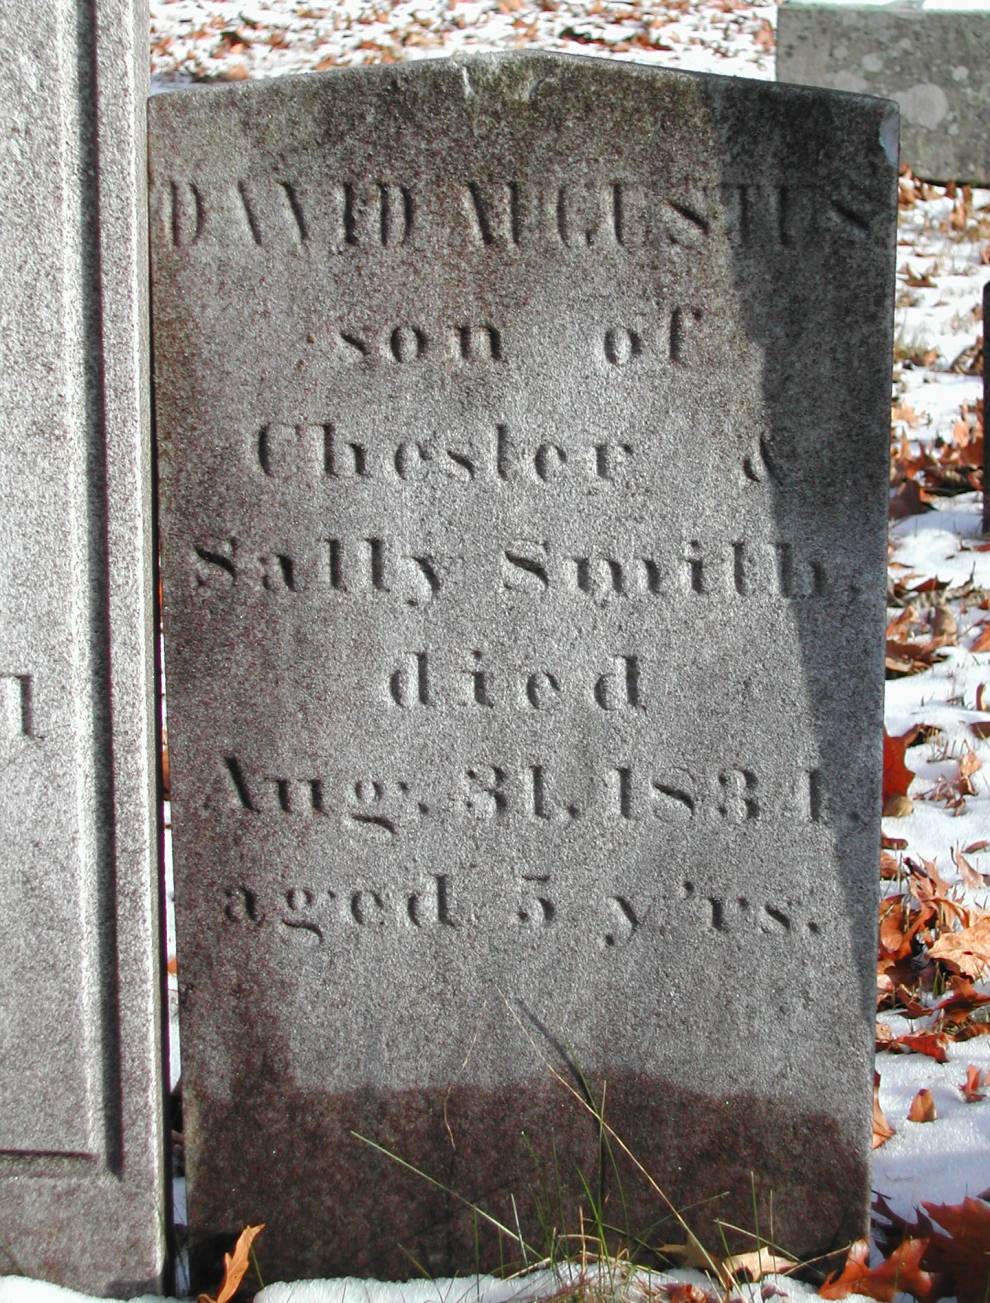 DAVID AUGUSTUS
son of
Chester &
Sally Smith.
died
Aug. 31. 1834.
aged 5 y'rs.